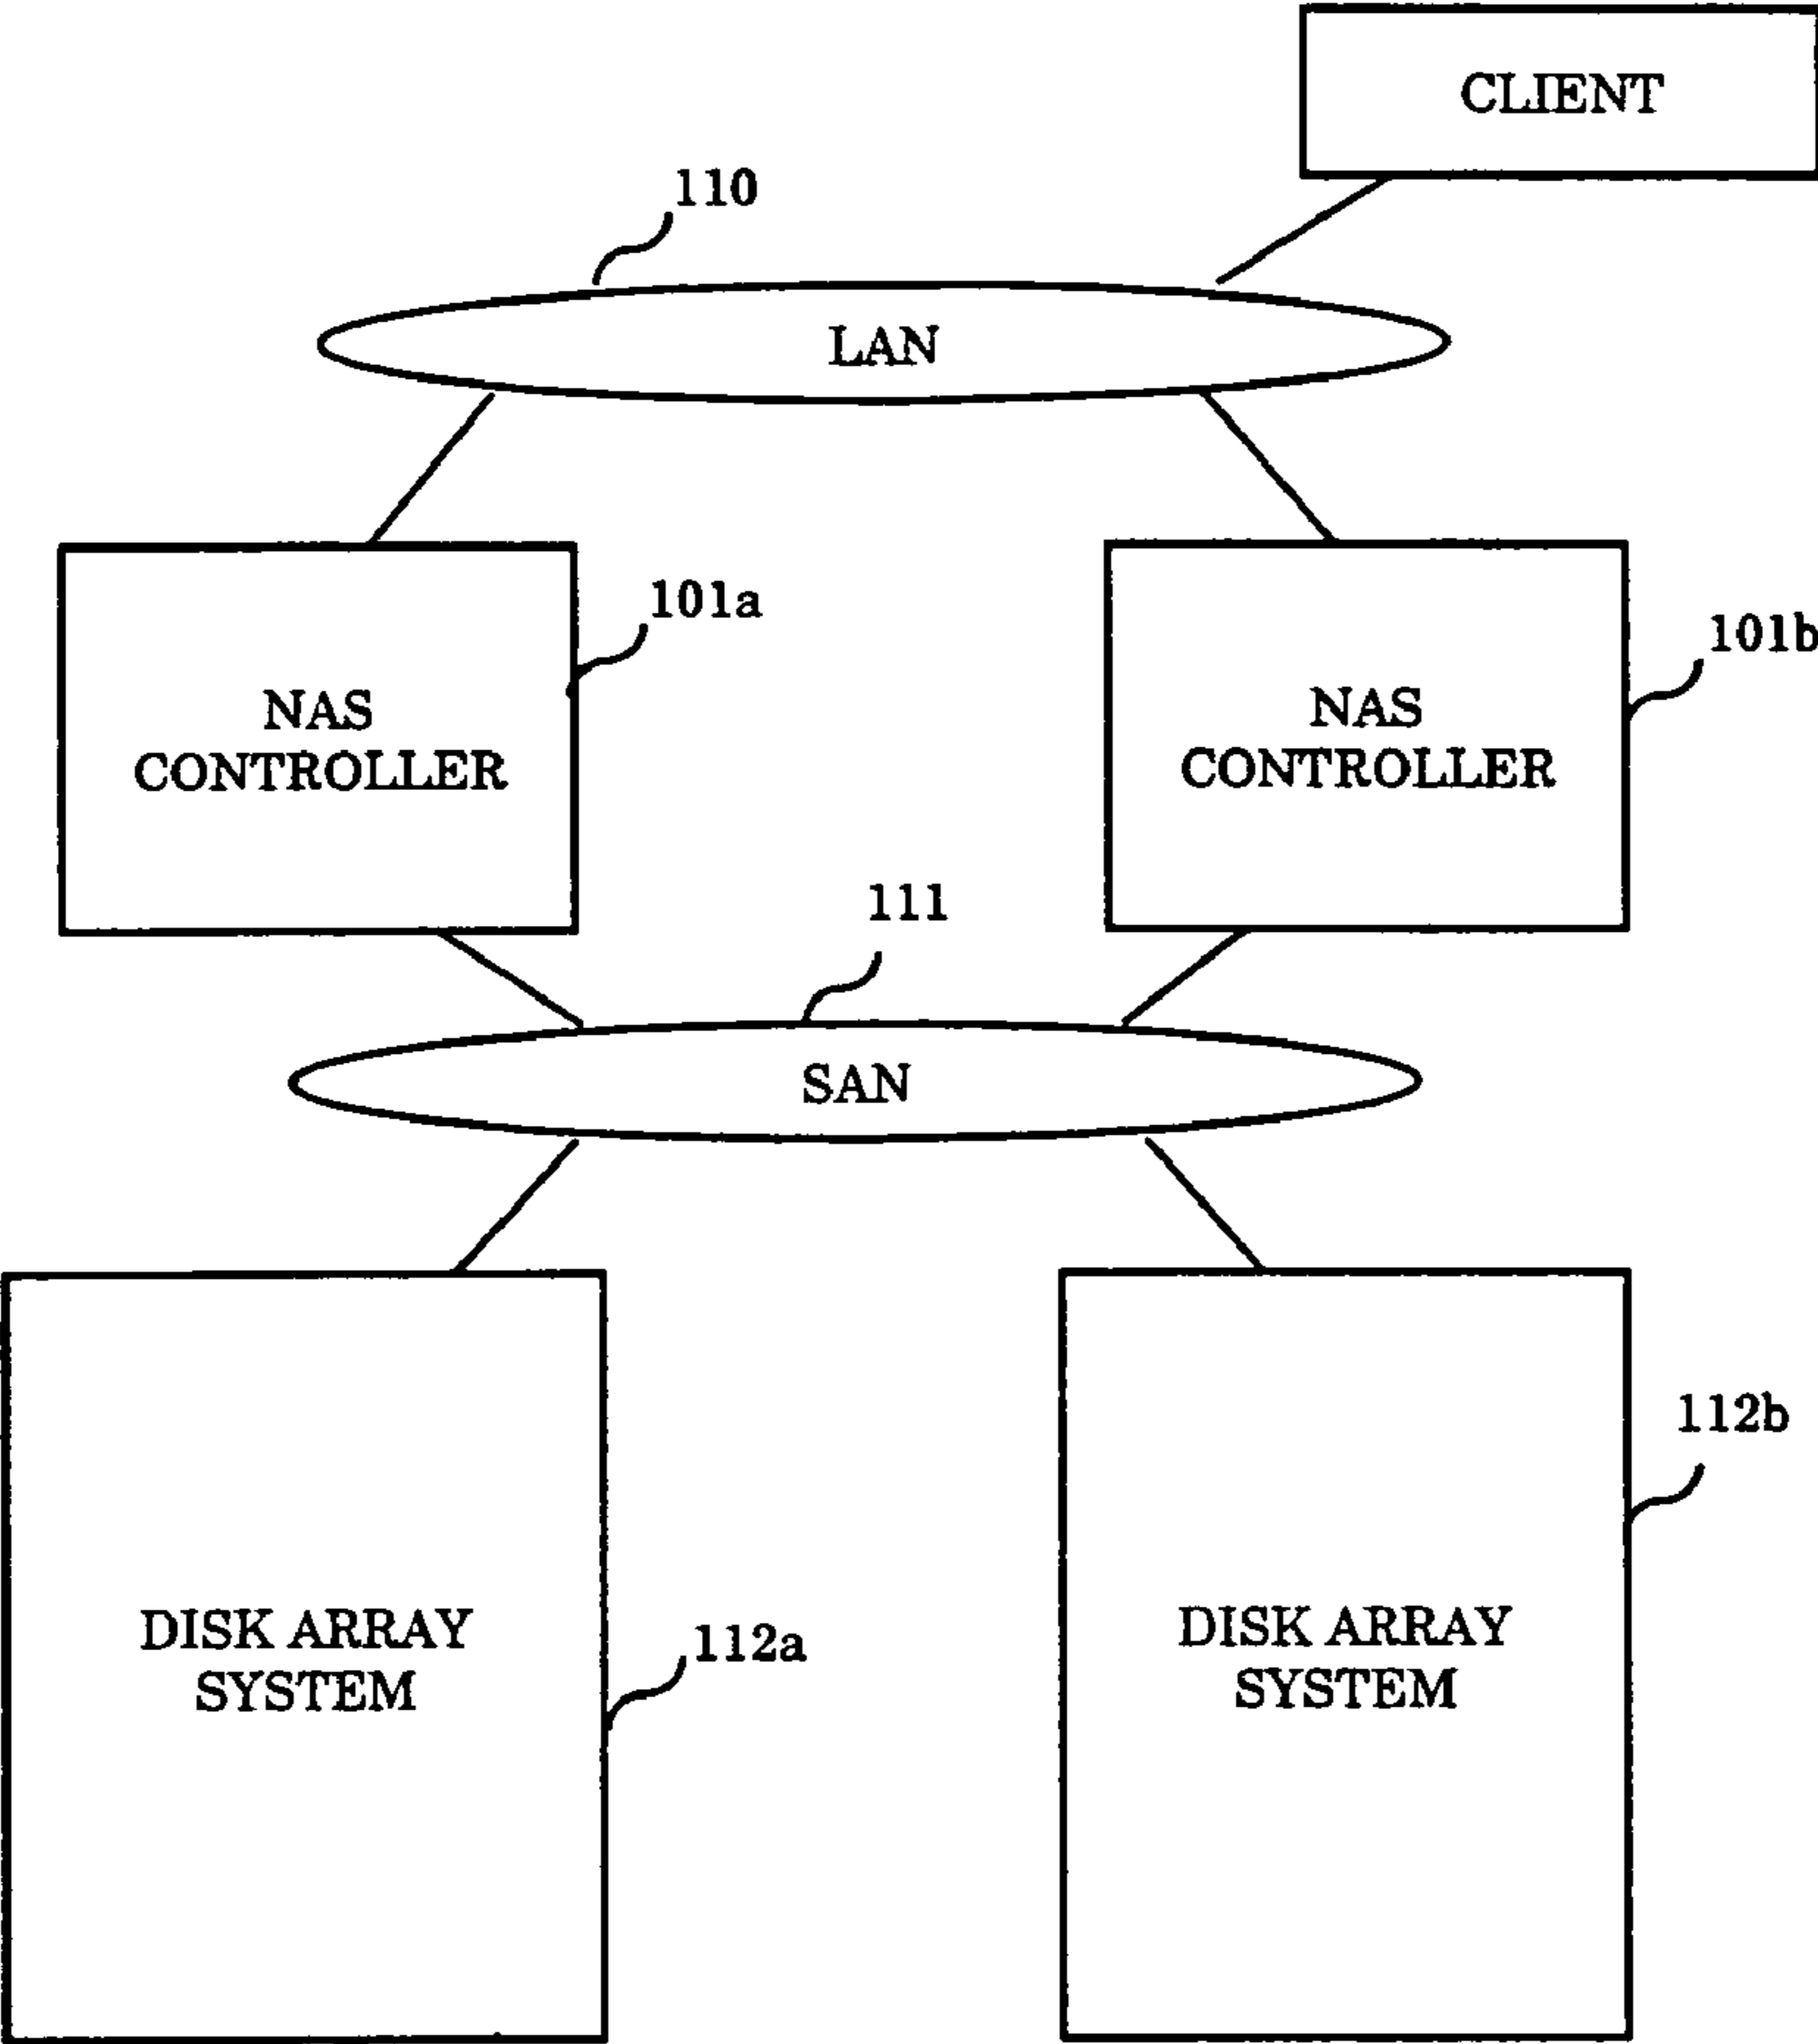 CLIENT
110
LAN
101a
101b
NAS
CONTROLLER
NAS
CONTROLLER
111
SAN
112b
DISK ARRAY
SYSTEM
112a
DISK ARRAY
SYSTEM